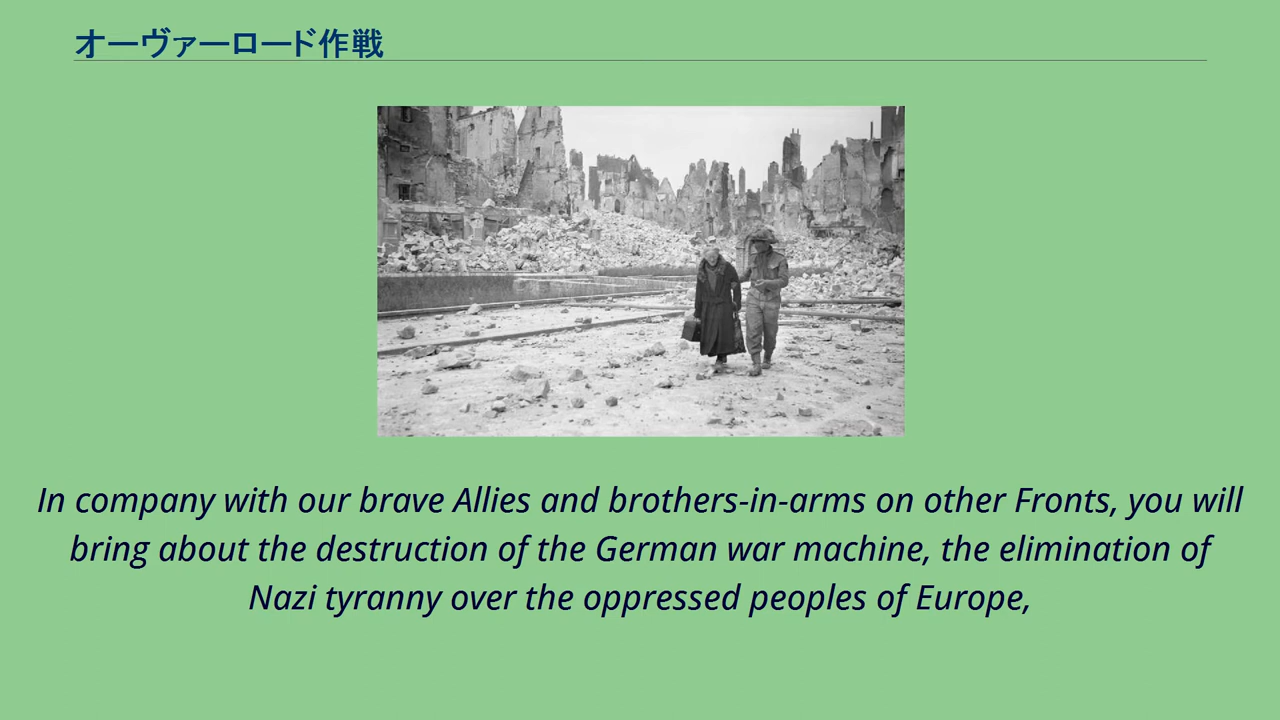 オーヴァーロード作戦
In company with our brave Allies and brothers-in-arms on other Fronts, you will
bring about the destruction of the German war machine, the elimination of
Nazi tyranny over the oppressed peoples of Europe,